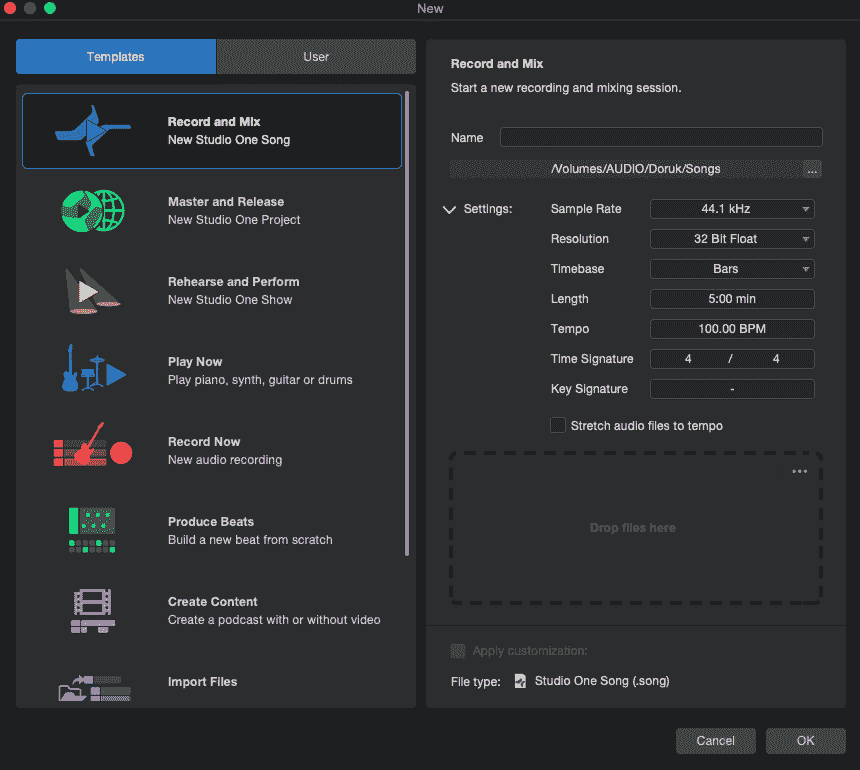 New
Templates
User
Record and Mix
New Studio One Song
Master and Release
New Studio One Project
Rehearse and Perform
New Studio One Show
Play Now
Play piano, synth, guitar or drums
Record Now
New audio recording
Produce Beats
Build a new beat from scratch
Create Content
Create a podcast with or without video
Import Files
Record and Mix
Start a new recording and mixing session.
Name
/Volumes/AUDIO/Doruk/Songs ...
Settings:
Sample Rate 44.1 kHz
Resolution 32 Bit Float
Timebase Bars
Length 5:00 min
Tempo 100.00 BPM
Time Signature 4 / 4
Key Signature -
Stretch audio files to tempo
Drop files here
Apply customization:
File type: Studio One Song (.song)
Cancel
OK